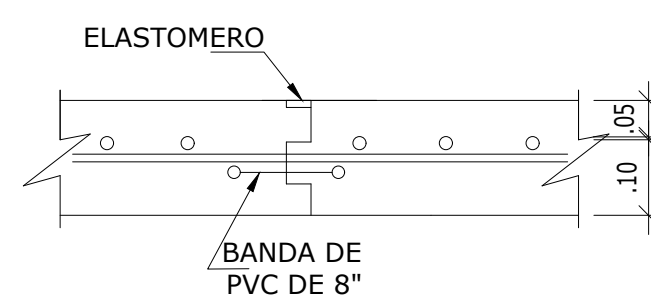 ELASTOMERO
.05
.10
BANDA DE
PVC DE 8"